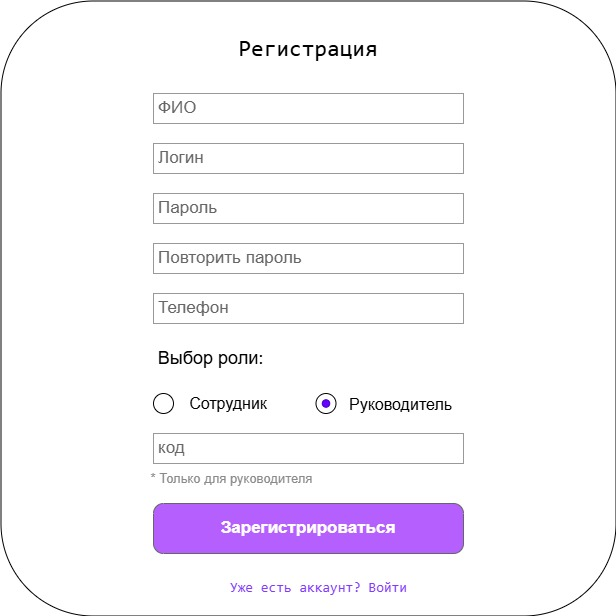 Регистрация
ФИО
Логин
Пароль
Повторить пароль
Телефон
Выбор роли:
Сотрудник Руководитель
код
* Только для руководителя
Зарегистрироваться
Уже есть аккаунт? Войти